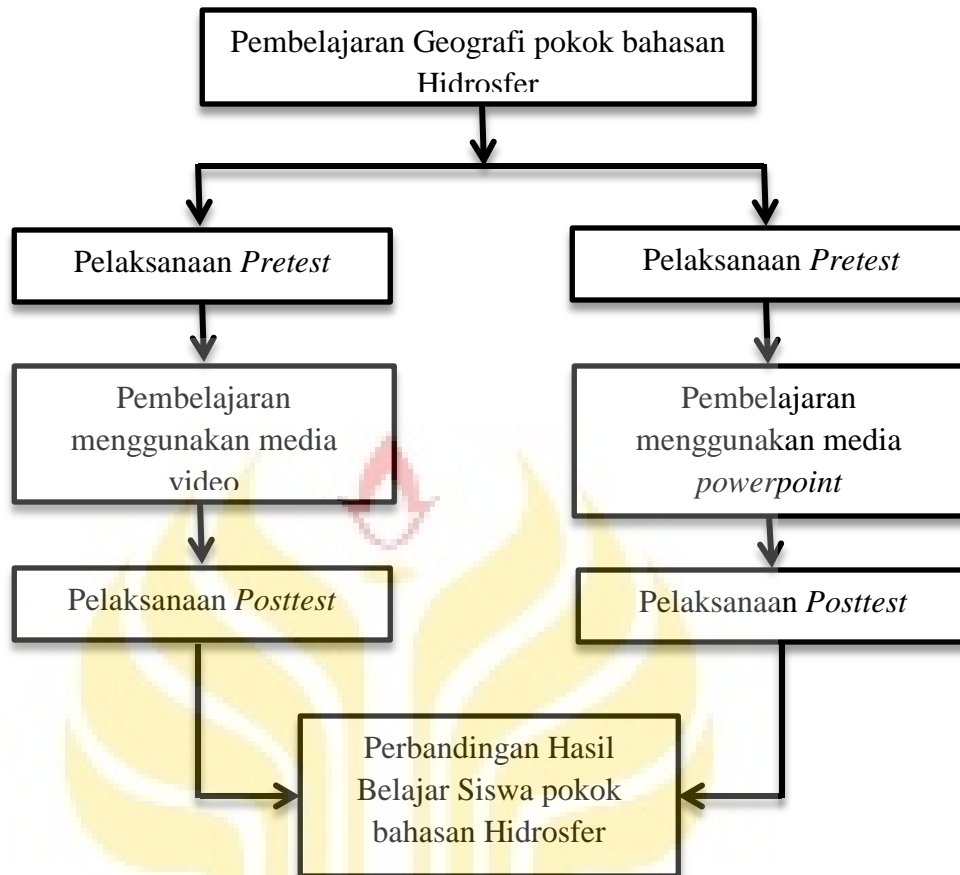 Pembelajaran Geografi pokok bahasan
Hidrosfer
Pelaksanaan Pretest
Pelaksanaan Pretest
Pembelajaran
menggunakan media
video
Pembelajaran
menggunakan media
powerpoint
Pelaksanaan Posttest
Pelaksanaan Posttest
Perbandingan Hasil
Belajar Siswa pokok
bahasan Hidrosfer